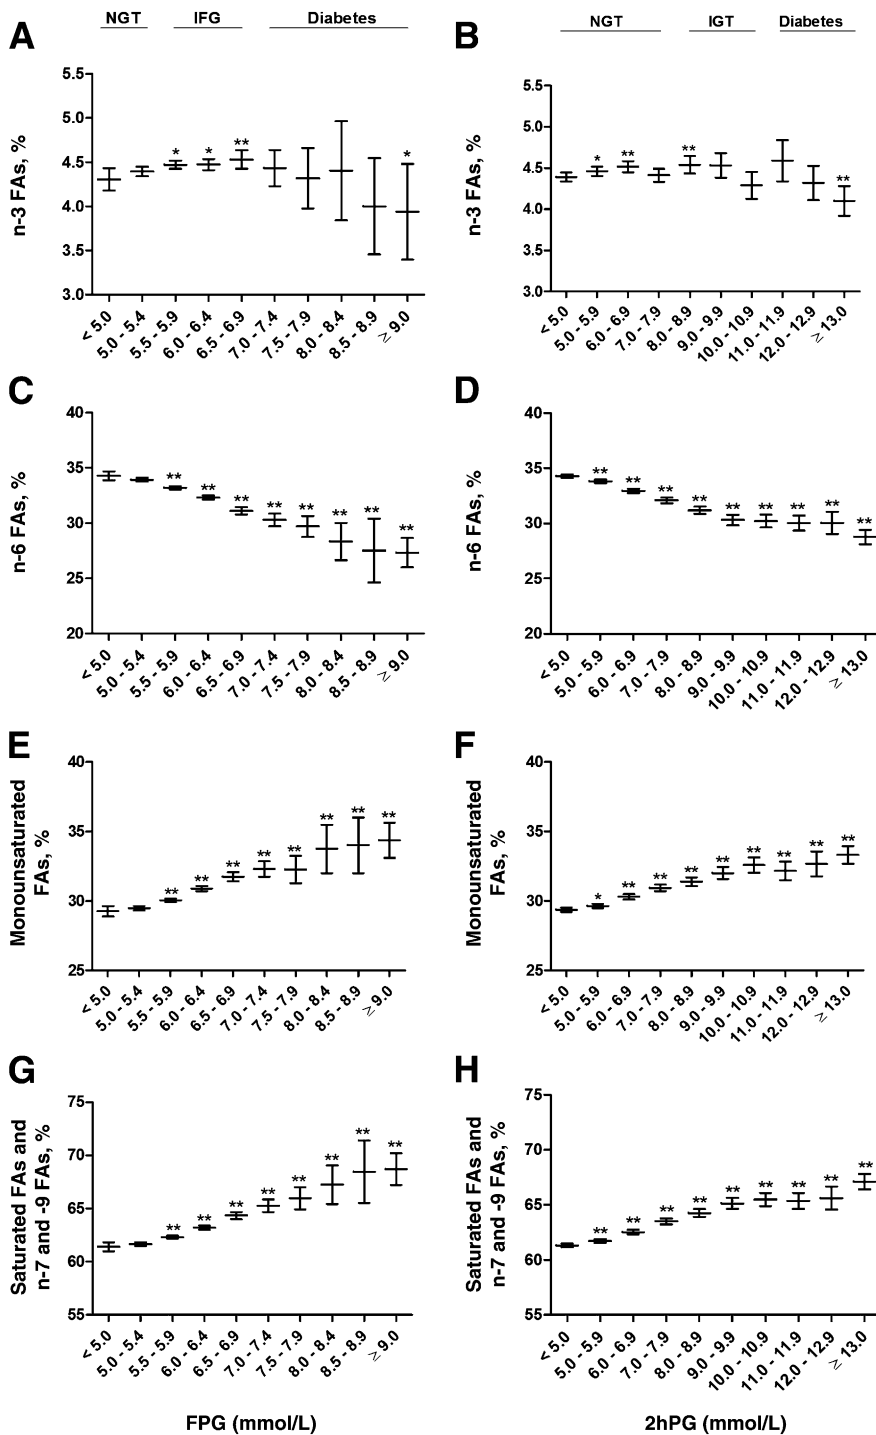 NGT IFG Diabetes
A
n-3 FAs, %
5.5
5.0
4.5
4.0
3.5
3.0
* * ** *
< 5.0 5.0 - 5.4 5.5 - 5.9 6.0 - 6.4 6.5 - 6.9 7.0 - 7.4 7.5 - 7.9 8.0 - 8.4 8.5 - 8.9 ≥ 9.0
NGT IGT Diabetes
B
n-3 FAs, %
5.5
5.0
4.5
4.0
3.5
3.0
* ** ** **
< 5.0 5.0 - 5.9 6.0 - 6.9 7.0 - 7.9 8.0 - 8.9 9.0 - 9.9 10.0 - 10.9 11.0 - 11.9 12.0 - 12.9 ≥ 13.0
C
n-6 FAs, %
40
35
30
25
20
** ** ** ** ** ** ** **
< 5.0 5.0 - 5.4 5.5 - 5.9 6.0 - 6.4 6.5 - 6.9 7.0 - 7.4 7.5 - 7.9 8.0 - 8.4 8.5 - 8.9 ≥ 9.0
D
n-6 FAs, %
40
35
30
25
20
** ** ** ** ** ** ** ** **
< 5.0 5.0 - 5.9 6.0 - 6.9 7.0 - 7.9 8.0 - 8.9 9.0 - 9.9 10.0 - 10.9 11.0 - 11.9 12.0 - 12.9 ≥ 13.0
E
Monounsaturated
FAs, %
40
35
30
25
** ** ** ** ** ** ** **
< 5.0 5.0 - 5.4 5.5 - 5.9 6.0 - 6.4 6.5 - 6.9 7.0 - 7.4 7.5 - 7.9 8.0 - 8.4 8.5 - 8.9 ≥ 9.0
F
Monounsaturated
FAs, %
40
35
30
25
* ** ** ** ** ** ** ** **
< 5.0 5.0 - 5.9 6.0 - 6.9 7.0 - 7.9 8.0 - 8.9 9.0 - 9.9 10.0 - 10.9 11.0 - 11.9 12.0 - 12.9 ≥ 13.0
G
Saturated FAs and
n-7 and -9 FAs, %
75
70
65
60
55
** ** ** ** ** ** ** **
< 5.0 5.0 - 5.4 5.5 - 5.9 6.0 - 6.4 6.5 - 6.9 7.0 - 7.4 7.5 - 7.9 8.0 - 8.4 8.5 - 8.9 ≥ 9.0
FPG (mmol/L)
H
Saturated FAs and
n-7 and -9 FAs, %
75
70
65
60
55
** ** ** ** ** ** ** ** **
< 5.0 5.0 - 5.9 6.0 - 6.9 7.0 - 7.9 8.0 - 8.9 9.0 - 9.9 10.0 - 10.9 11.0 - 11.9 12.0 - 12.9 ≥ 13.0
2hPG (mmol/L)